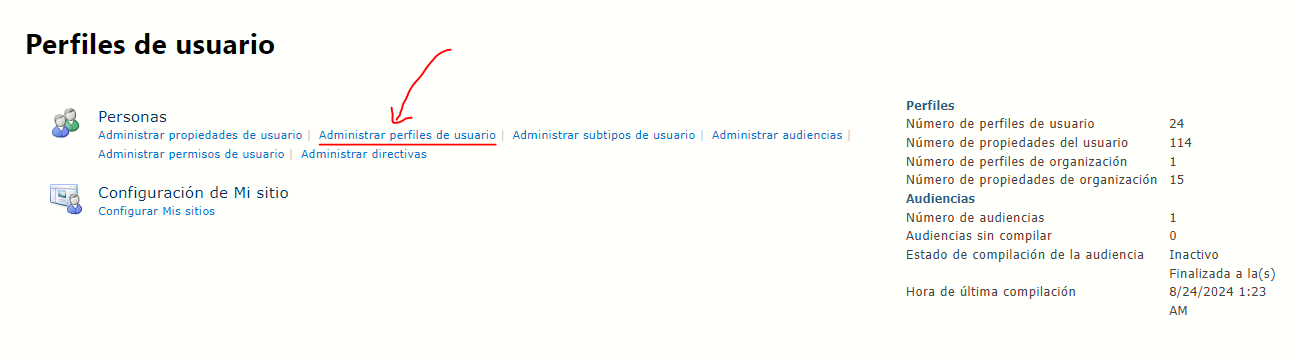 Perfiles de usuario
Personas
Administrar propiedades de usuario | Administrar perfiles de usuario | Administrar subtipos de usuario | Administrar audiencias |
Administrar permisos de usuario | Administrar directivas
Configuración de Mi sitio
Configurar Mis sitios
Perfiles
Número de perfiles de usuario 24
Número de propiedades del usuario 114
Número de perfiles de organización 1
Número de propiedades de organización 15
Audiencias
Número de audiencias 1
Audiencias sin compilar 0
Estado de compilación de la audiencia Inactivo
Finalizada a la(s)
Hora de última compilación 8/24/2024 1:23
AM